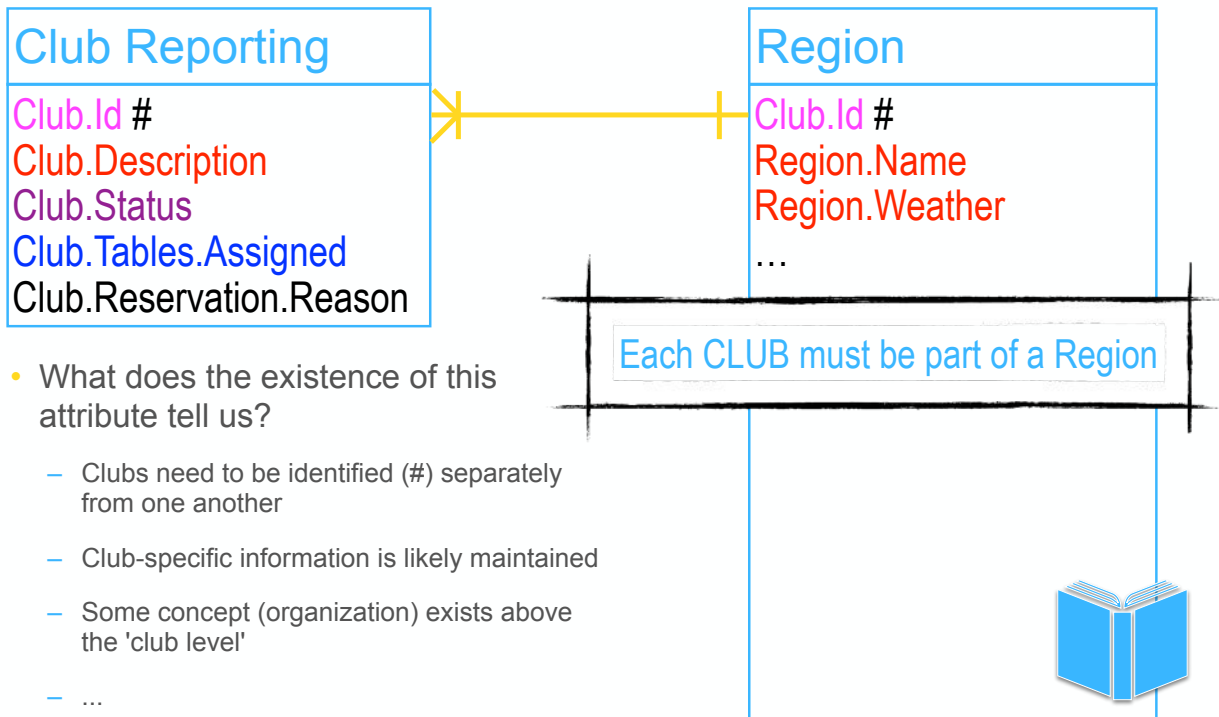 Club Reporting
Club.Id #
Club.Description
Club.Status
Club.Tables.Assigned
Club.Reservation.Reason
Region
Club.Id #
Region.Name
Region.Weather
…
Each CLUB must be part of a Region
• What does the existence of this
attribute tell us?
– Clubs need to be identified (#) separately
from one another
– Club-specific information is likely maintained
– Some concept (organization) exists above
the 'club level'
– ...